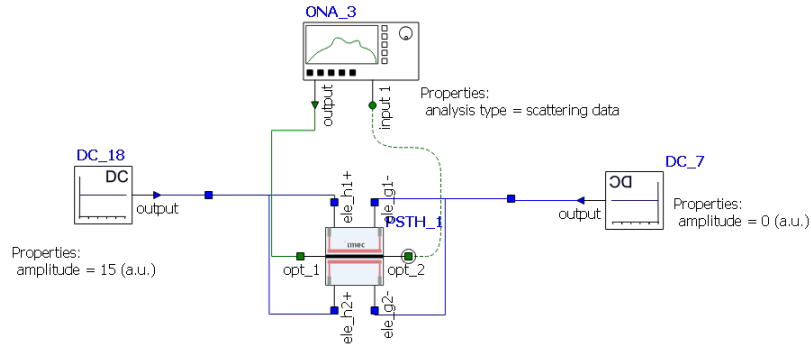 ONA_3
output
input 1
Properties:
analysis type = scattering data
DC_18
DC
output
Properties:
amplitude = 15 (a.u.)
ele_h1+
ele_g1-
PSTH_1
imec
opt_1
opt_2
ele_h2+
ele_g2-
DC_7
DC
output
Properties:
amplitude = 0 (a.u.)